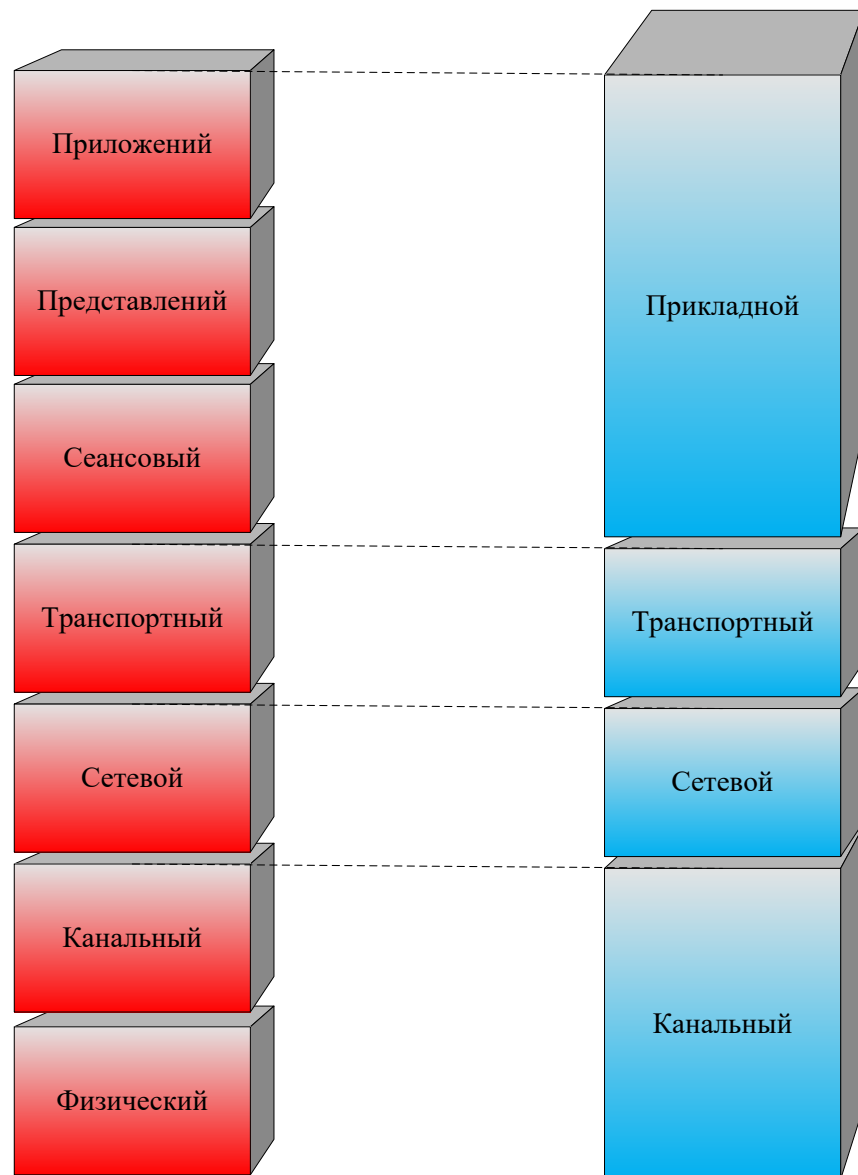 Приложений
Представлений
Сеансовый
Транспортный
Сетевой
Канальный
Физический
Прикладной
Транспортный
Сетевой
Канальный